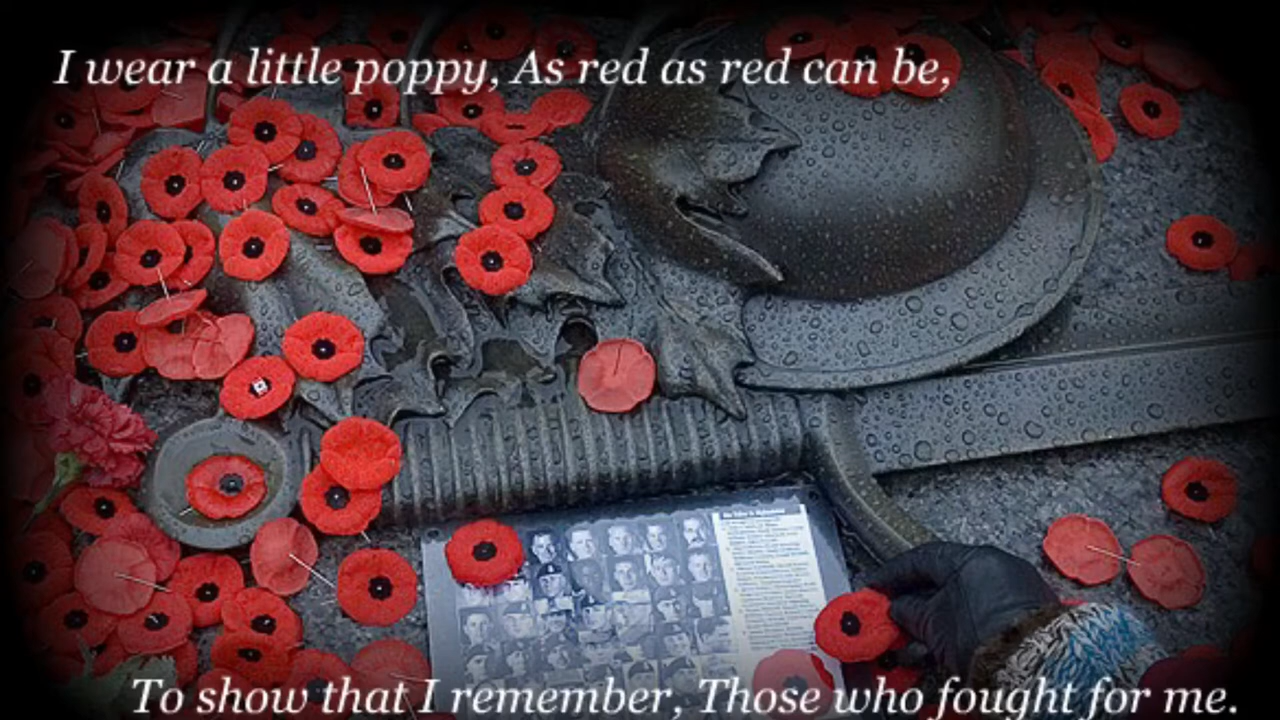 I wear a little poppy, As red as red can be,
To show that I remember, Those who fought for me.